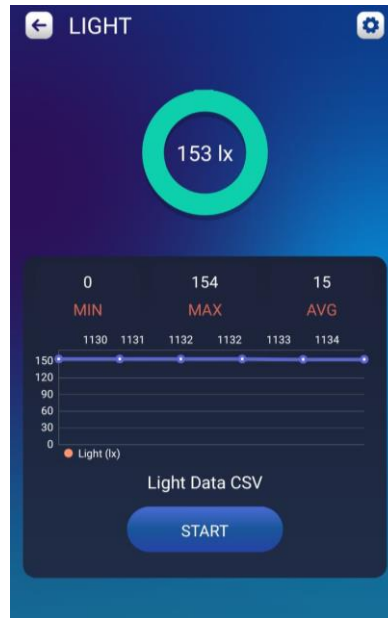 LIGHT
153 lx
0 154 15
MIN MAX AVG
1130 1131 1132 1132 1133 1134
150
120
90
60
30
0
Light (lx)
Light Data CSV
START